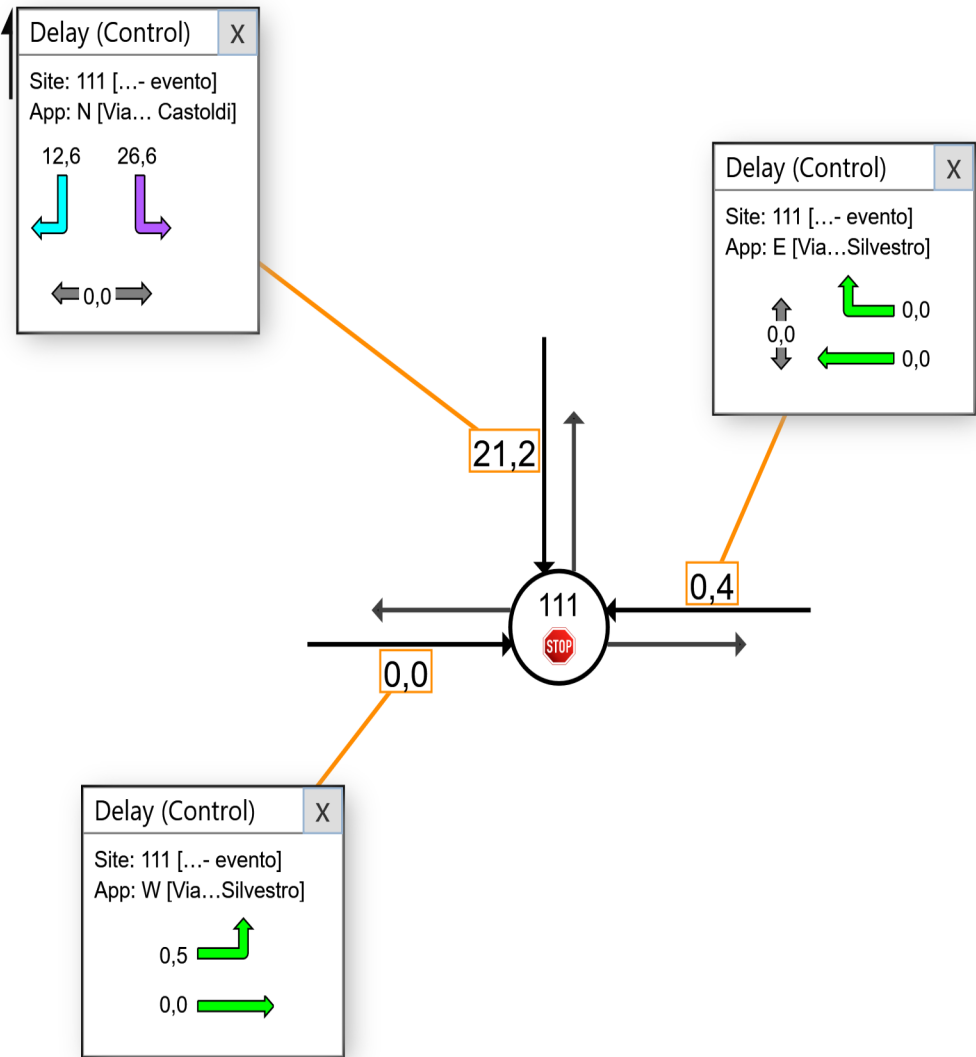 Delay (Control) X
Site: 111 [...- evento]
App: N [Via... Castoldi]
12,6 26,6
0,0
Delay (Control) X
Site: 111 [...- evento]
App: E [Via...Silvestro]
0,0
0,0
0,0
21,2
0,4
111
STOP
0,0
Delay (Control) X
Site: 111 [...- evento]
App: W [Via...Silvestro]
0,5
0,0